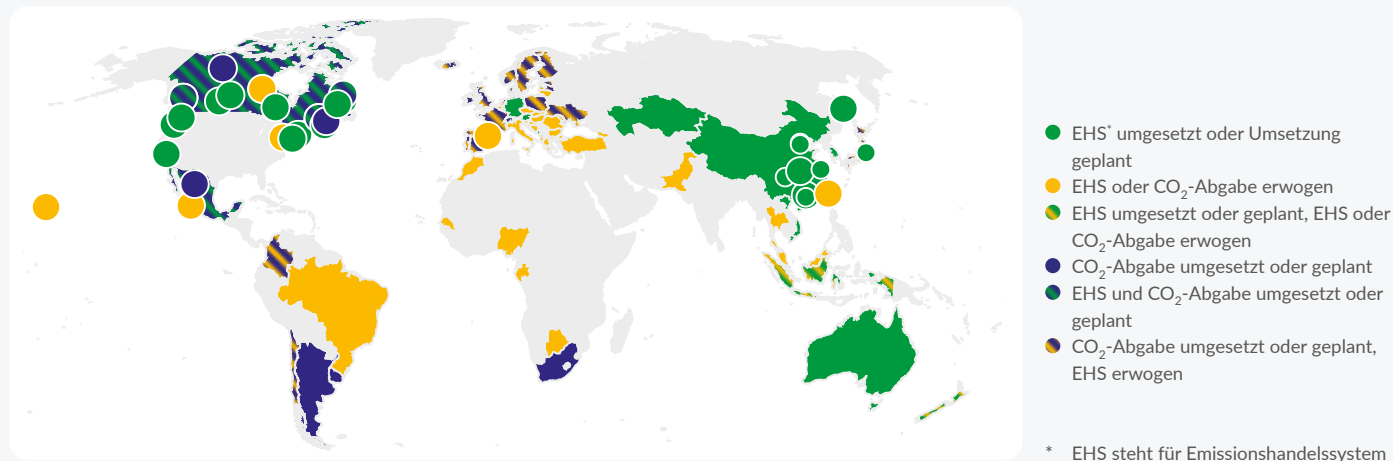 EHS* umgesetzt oder Umsetzung
geplant
EHS oder CO₂-Abgabe erwogen
EHS umgesetzt oder geplant, EHS oder
CO₂-Abgabe erwogen
CO₂-Abgabe umgesetzt oder geplant
EHS und CO₂-Abgabe umgesetzt oder
geplant
CO₂-Abgabe umgesetzt oder geplant,
EHS erwogen
* EHS steht für Emissionshandelssystem